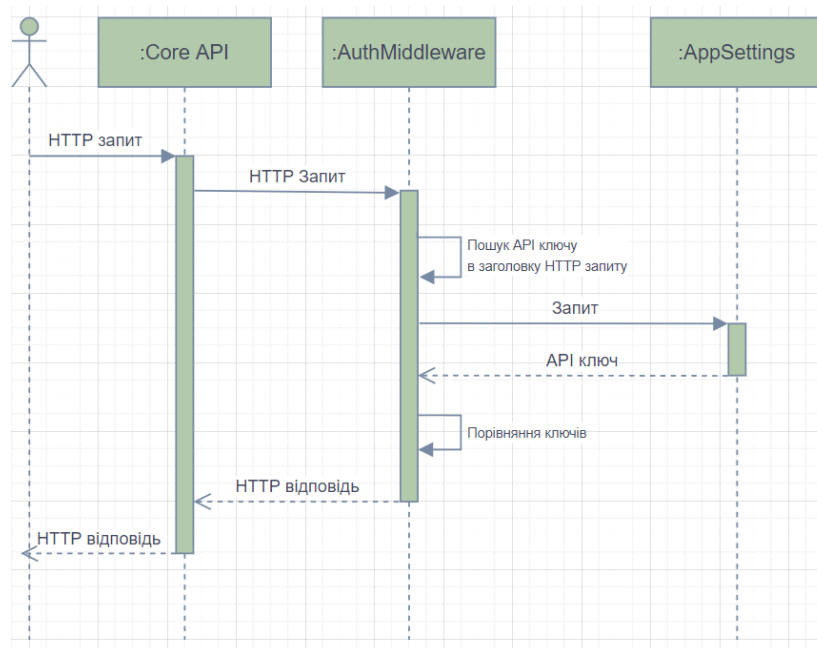 :Core API
:AuthMiddleware
:AppSettings
HTTP запит
HTTP Запит
Пошук API ключу
в заголовку HTTP запиту
Запит
API ключ
Порівняння ключів
HTTP відповідь
HTTP відповідь